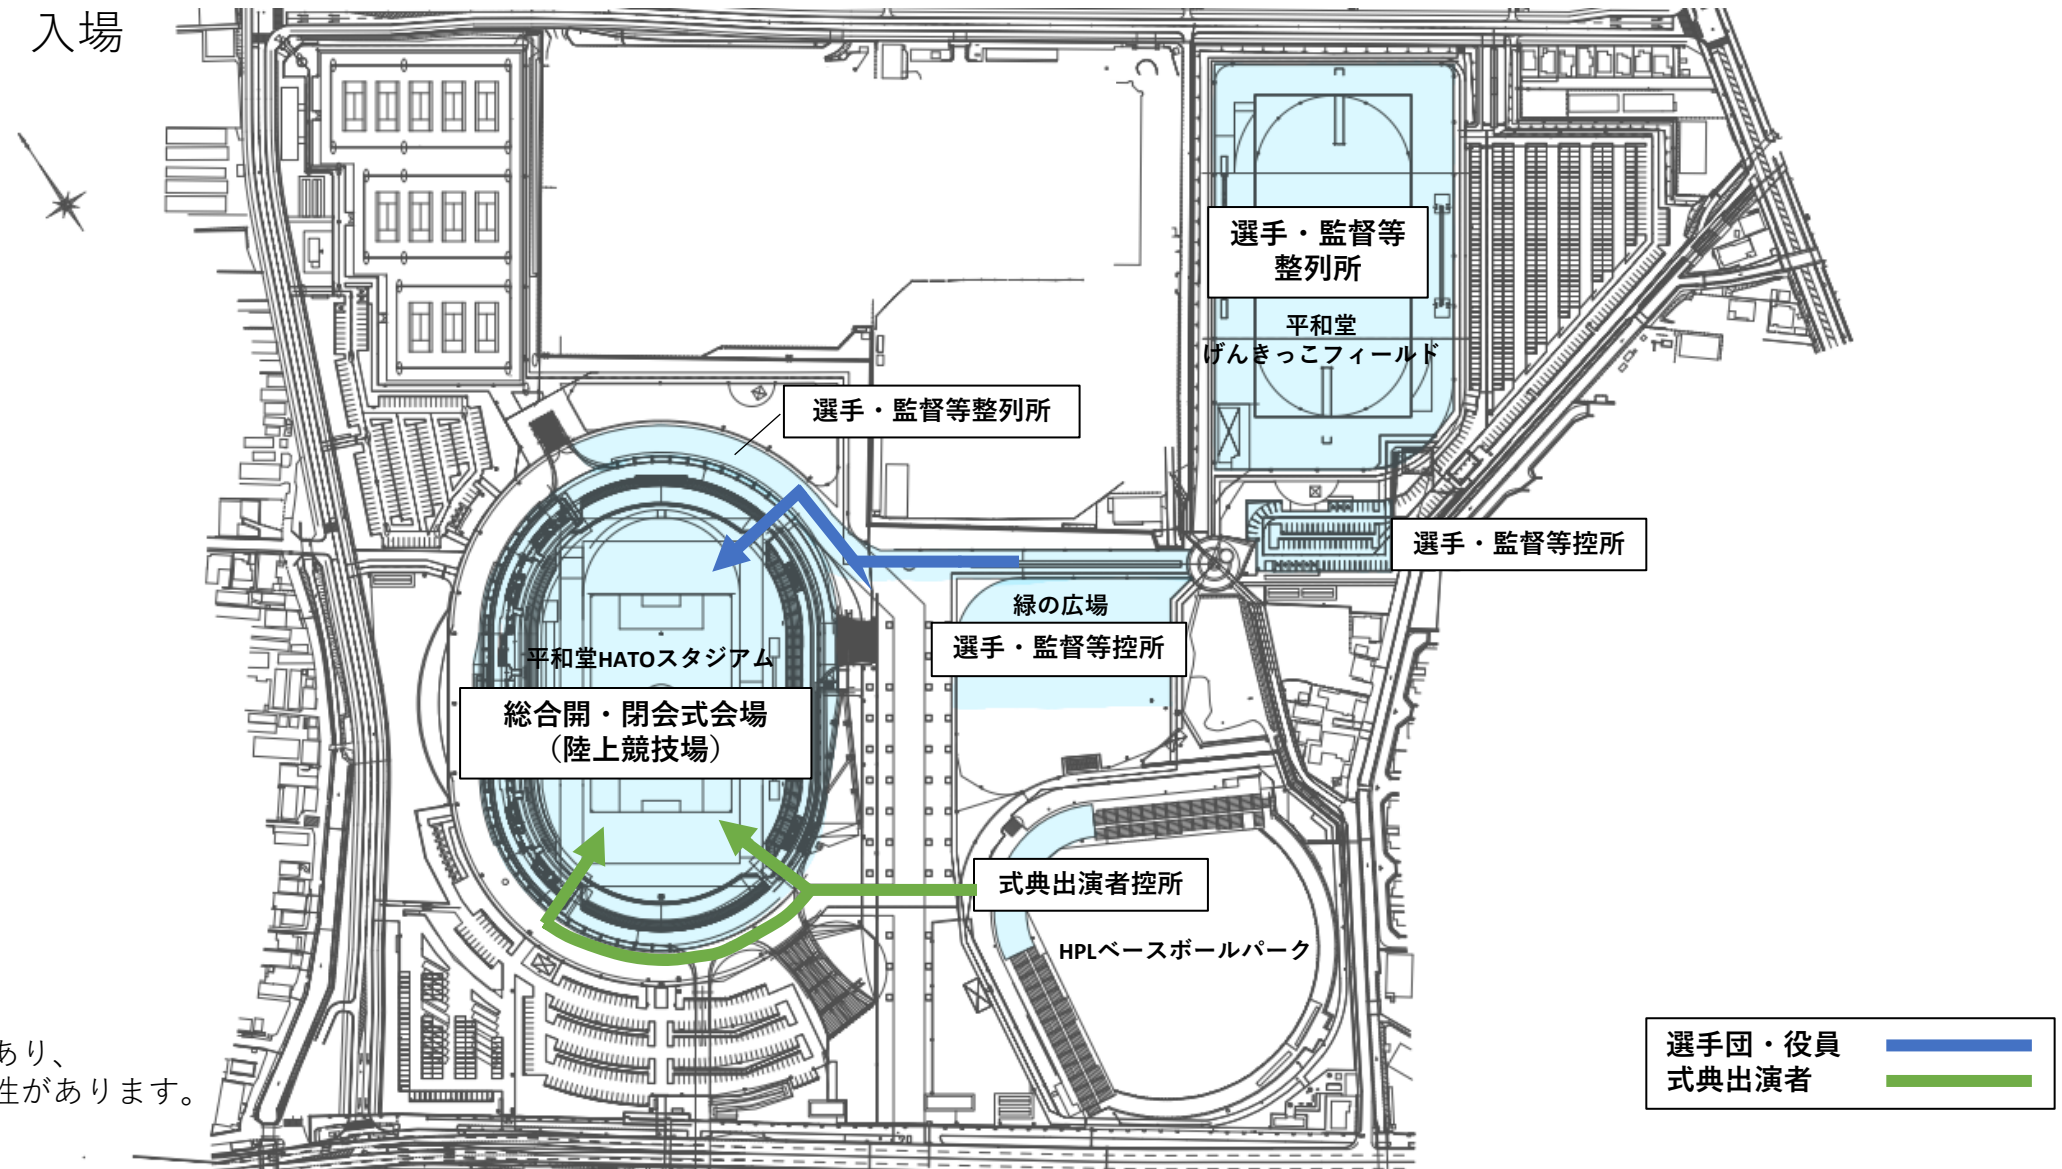 入場
選手・監督等
整列所
平和堂
げんきっこフィールド
選手・監督等整列所
選手・監督等控所
緑の広場
選手・監督等控所
平和堂HATOスタジアム
総合開・閉会式会場
（陸上競技場）
式典出演者控所
HPLベースボールパーク
あり、
性があります。
選手団・役員
式典出演者